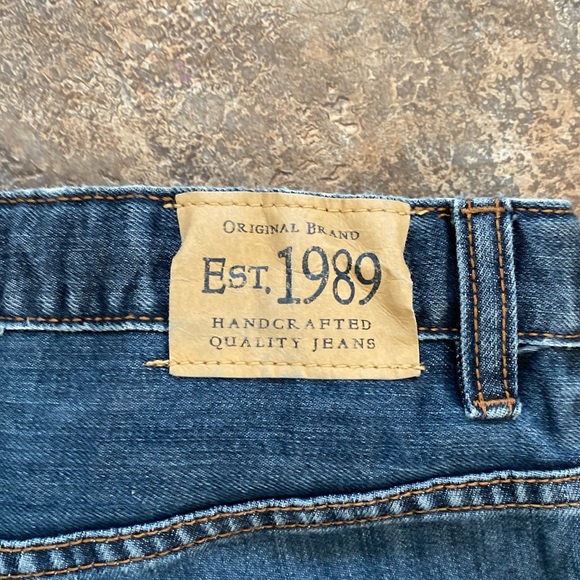 Original Brand
Est. 1989
HANDCRAFTED
QUALITY JEANS